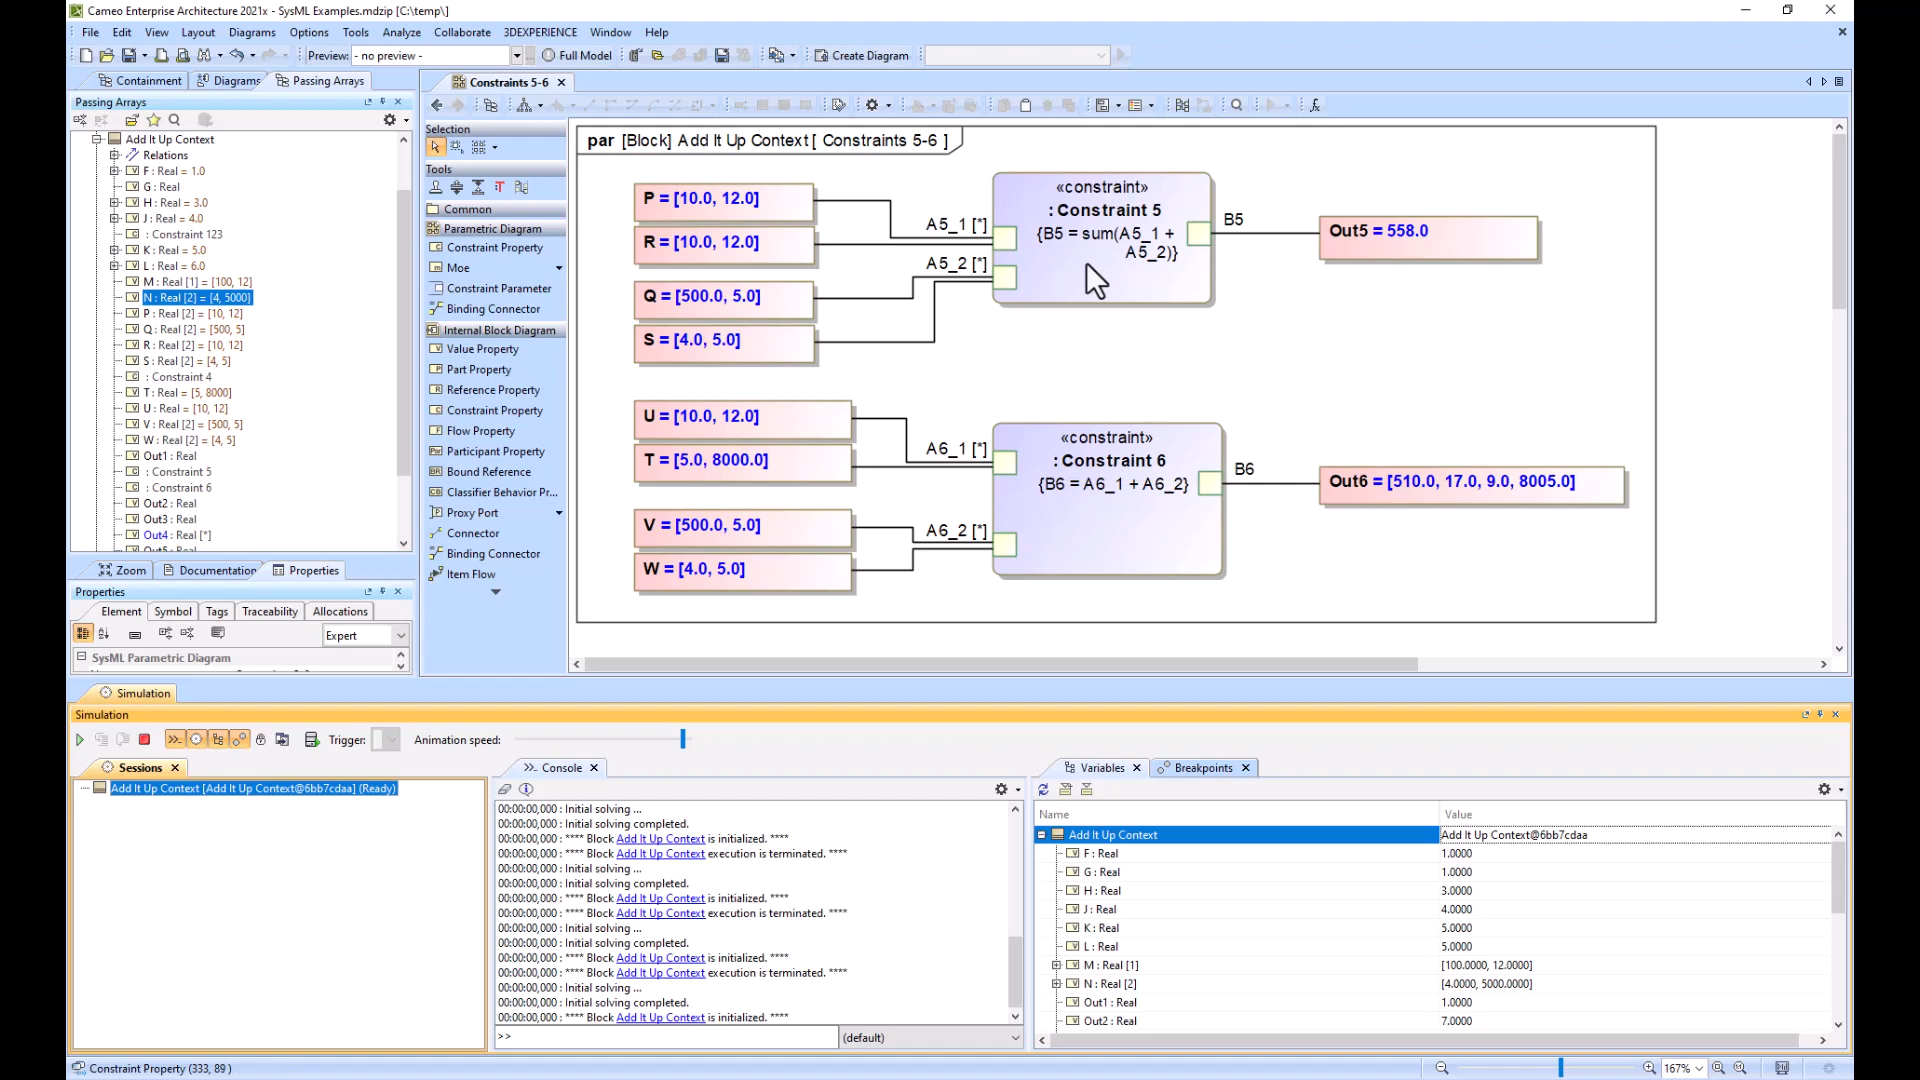 Cameo Enterprise Architecture 2021x - SysML Examples.mdzip [C:\temp\]
File Edit View Layout Diagrams Options Tools Analyze Collaborate 3DEXPERIENCE Window Help
Preview: - no preview - Full Model Create Diagram
Containment Diagrams Passing Arrays
Passing Arrays
Add It Up Context
Relations
F : Real = 1.0
G : Real
H : Real = 3.0
J : Real = 4.0
: Constraint 123
K : Real = 5.0
L : Real = 6.0
M : Real [1] = [100, 12]
N : Real [2] = [4, 5000]
P : Real [2] = [10, 12]
Q : Real [2] = [500, 5]
R : Real [2] = [10, 12]
S : Real [2] = [4, 5]
: Constraint 4
T : Real = [5, 8000]
U : Real = [10, 12]
V : Real [2] = [500, 5]
W : Real [2] = [4, 5]
Out1 : Real
: Constraint 5
: Constraint 6
Out2 : Real
Out3 : Real
Out4 : Real [*]
Zoom Documentation Properties
Properties
Element Symbol Tags Traceability Allocations
Expert
SysML Parametric Diagram
Constraints 5-6
Selection
Tools
Common
Parametric Diagram
Constraint Property
Moe
Constraint Parameter
Binding Connector
Internal Block Diagram
Value Property
Part Property
Reference Property
Constraint Property
Flow Property
Participant Property
Bound Reference
Classifier Behavior Pr...
Proxy Port
Connector
Binding Connector
Item Flow
par [Block] Add It Up Context [ Constraints 5-6 ]
P = [10.0, 12.0]
R = [10.0, 12.0]
Q = [500.0, 5.0]
S = [4.0, 5.0]
A5_1 [*]
A5_2 [*]
«constraint»
: Constraint 5
{B5 = sum(A5_1 +
A5_2)}
B5
Out5 = 558.0
U = [10.0, 12.0]
T = [5.0, 8000.0]
V = [500.0, 5.0]
W = [4.0, 5.0]
A6_1 [*]
A6_2 [*]
«constraint»
: Constraint 6
{B6 = A6_1 + A6_2}
B6
Out6 = [510.0, 17.0, 9.0, 8005.0]
Simulation
Simulation
Trigger: Animation speed:
Sessions
Add It Up Context [Add It Up Context@6bb7cdaa] (Ready)
Console
00:00:00,000 : Initial solving ...
00:00:00,000 : Initial solving completed.
00:00:00,000 : **** Block Add It Up Context is initialized. ****
00:00:00,000 : **** Block Add It Up Context execution is terminated. ****
00:00:00,000 : Initial solving ...
00:00:00,000 : Initial solving completed.
00:00:00,000 : **** Block Add It Up Context is initialized. ****
00:00:00,000 : **** Block Add It Up Context execution is terminated. ****
00:00:00,000 : Initial solving ...
00:00:00,000 : Initial solving completed.
00:00:00,000 : **** Block Add It Up Context is initialized. ****
00:00:00,000 : **** Block Add It Up Context execution is terminated. ****
00:00:00,000 : Initial solving ...
00:00:00,000 : Initial solving completed.
00:00:00,000 : **** Block Add It Up Context is initialized. ****
>> (default)
Variables Breakpoints
Name Value
Add It Up Context Add It Up Context@6bb7cdaa
F : Real 1.0000
G : Real 1.0000
H : Real 3.0000
J : Real 4.0000
K : Real 5.0000
L : Real 5.0000
M : Real [1] [100.0000, 12.0000]
N : Real [2] [4.0000, 5000.0000]
Out1 : Real 1.0000
Out2 : Real 7.0000
Constraint Property (333, 89 )
167%